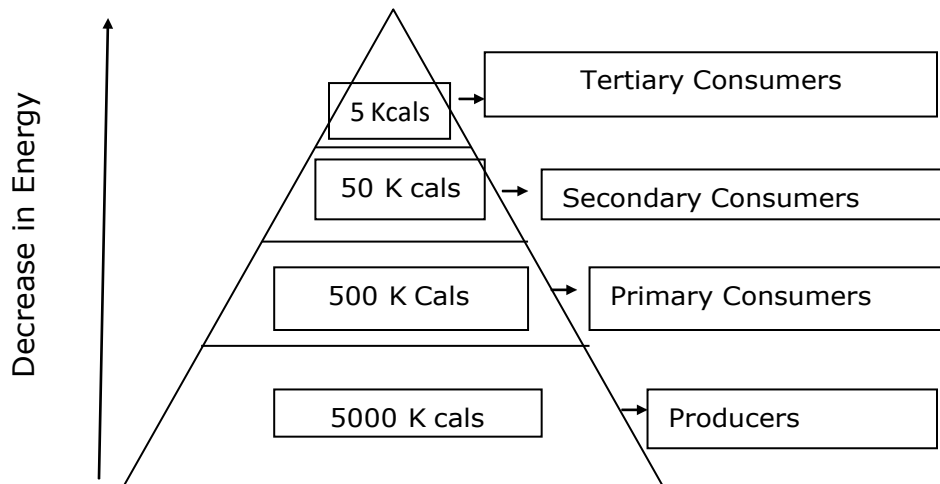 Tertiary Consumers
5 Kcals
50 K cals
Secondary Consumers
500 K Cals
Primary Consumers
5000 K cals
Producers
Decrease in Energy